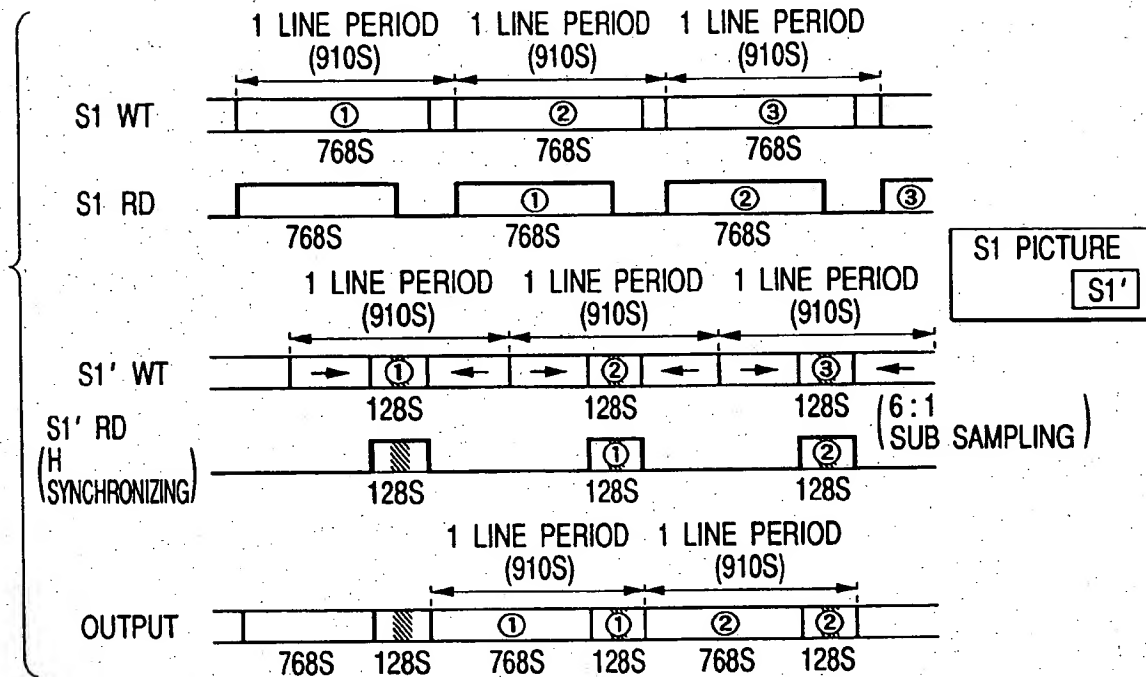 1 LINE PERIOD 1 LINE PERIOD 1 LINE PERIOD
(910S) (910S) (910S)
S1 WT ① ② ③
768S 768S 768S
S1 RD ① ② ③
768S 768S 768S
S1 PICTURE
S1'
1 LINE PERIOD 1 LINE PERIOD 1 LINE PERIOD
(910S) (910S) (910S)
S1' WT ① ② ③
128S 128S 128S
(6:1
SUB SAMPLING)
S1' RD
(H
SYNCHRONIZING)
① ②
128S 128S 128S
1 LINE PERIOD 1 LINE PERIOD
(910S) (910S)
OUTPUT ① ① ② ②
768S 128S 768S 128S 768S 128S